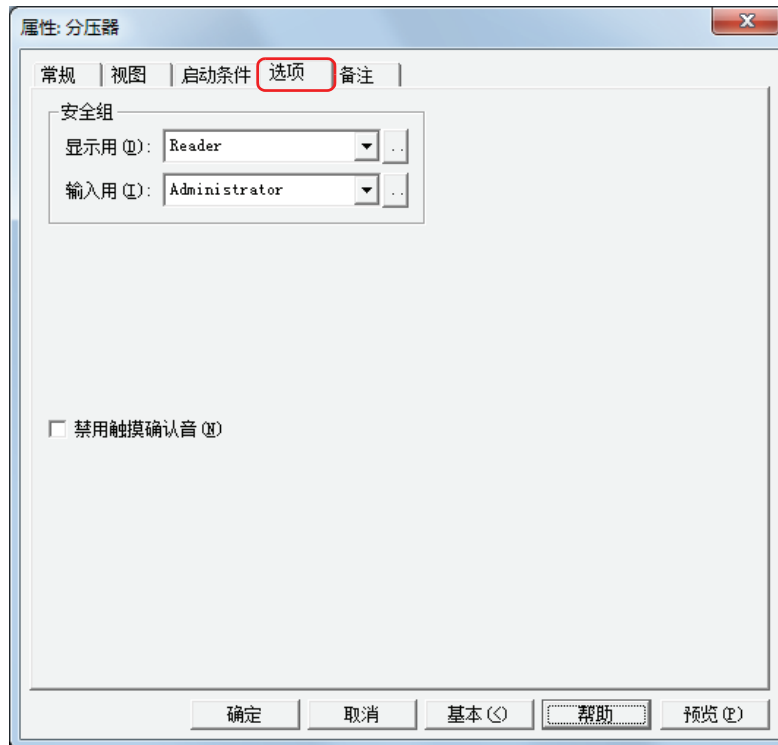 属性: 分压器
常规 视图 启动条件 选项 备注
安全组
显示用(D): Reader ..
输入用(I): Administrator ..
禁用触摸确认音(N)
确定 取消 基本(<) 帮助 预览(P)